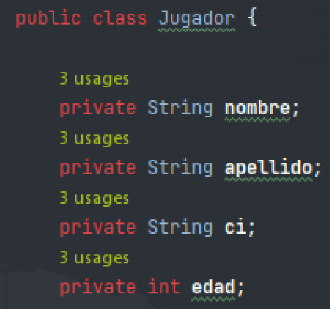 public class Jugador {
3 usages
private String nombre;
3 usages
private String apellido;
3 usages
private String ci;
3 usages
private int edad;